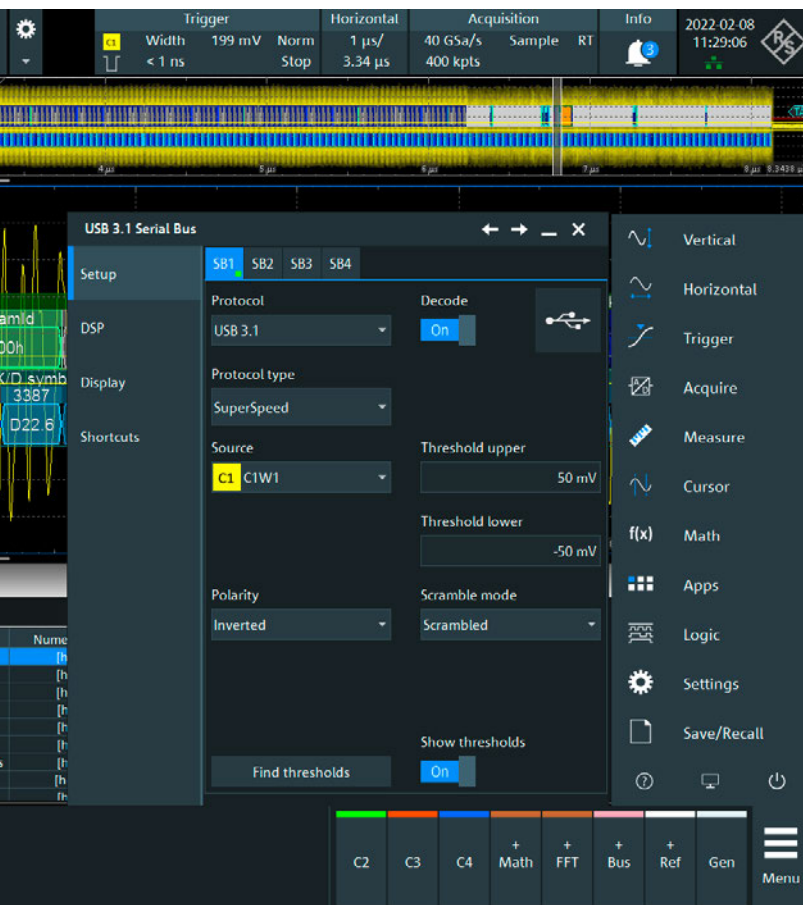 Trigger Horizontal Acquisition Info
C1 Width 199 mV Norm 1 µs/ 40 GSa/s Sample RT 2022-02-08
< 1 ns Stop 3.34 µs 400 kpts 3 11:29:06
R&S
4 µs 5 µs 6 µs 7 µs 8 µs
USB 3.1 Serial Bus
Setup
DSP
Display
Shortcuts
SB1 SB2 SB3 SB4
Protocol Decode
USB 3.1 On
Protocol type
SuperSpeed
Source Threshold upper
C1 C1W1 50 mV
Threshold lower
-50 mV
Polarity Scramble mode
Inverted Scrambled
Show thresholds
Find thresholds On
00h
3387
D22.6
Nume
Vertical
Horizontal
Trigger
Acquire
Measure
Cursor
f(x) Math
Apps
Logic
Settings
Save/Recall
C2 C3 C4 + Math + FFT + Bus + Ref Gen
Menu